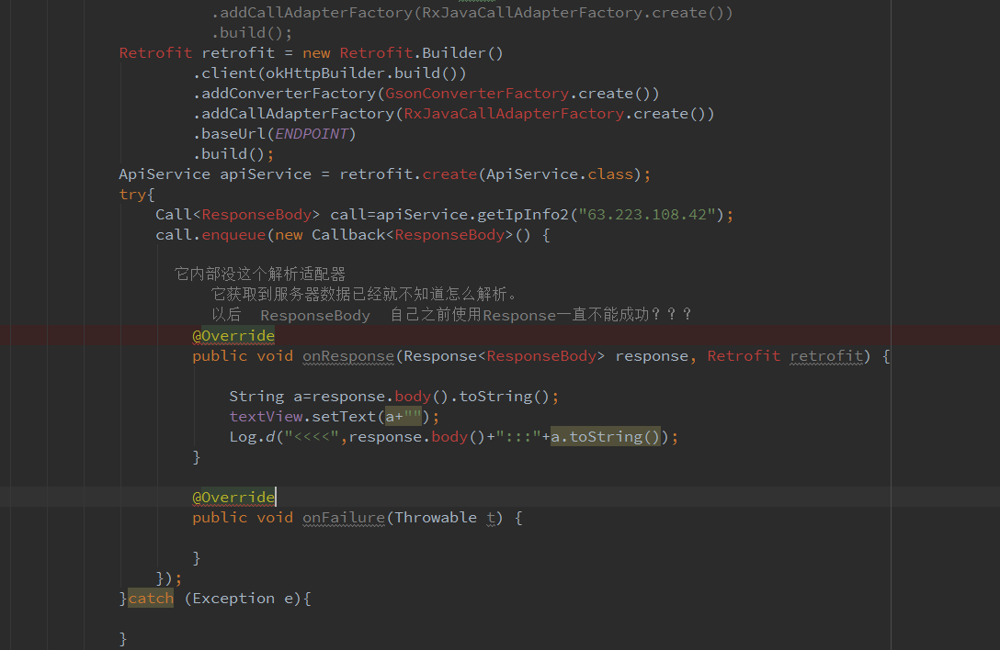 .addCallAdapterFactory(RxJavaCallAdapterFactory.create())
.build();
Retrofit retrofit = new Retrofit.Builder()
.client(okHttpBuilder.build())
.addConverterFactory(GsonConverterFactory.create())
.addCallAdapterFactory(RxJavaCallAdapterFactory.create())
.baseUrl(ENDPOINT)
.build();
ApiService apiService = retrofit.create(ApiService.class);
try{
Call<ResponseBody> call=apiService.getIpInfo2("63.223.108.42");
call.enqueue(new Callback<ResponseBody>() {
它内部没这个解析适配器
它获取到服务器数据已经就不知道怎么解析。
以后 ResponseBody 自己之前使用Response一直不能成功？？？
@Override
public void onResponse(Response<ResponseBody> response, Retrofit retrofit) {
String a=response.body().toString();
textView.setText(a+"");
Log.d("<<<<",response.body()+":::"+a.toString());
}
@Override
public void onFailure(Throwable t) {
}
});
}catch (Exception e){
}